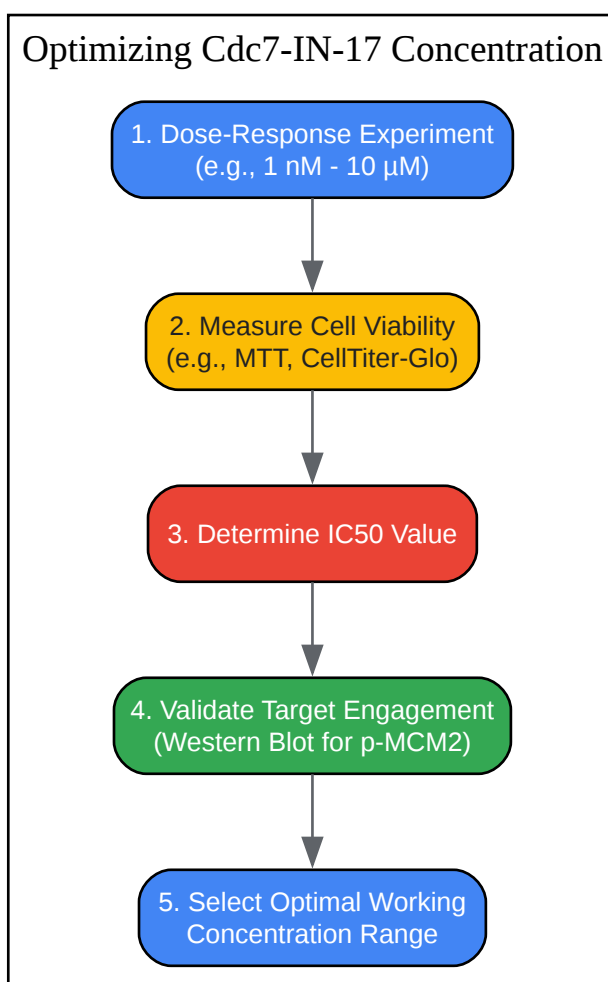 Optimizing Cdc7-IN-17 Concentration
1. Dose-Response Experiment
(e.g., 1 nM - 10 µM)
2. Measure Cell Viability
(e.g., MTT, CellTiter-Glo)
3. Determine IC50 Value
4. Validate Target Engagement
(Western Blot for p-MCM2)
5. Select Optimal Working
Concentration Range